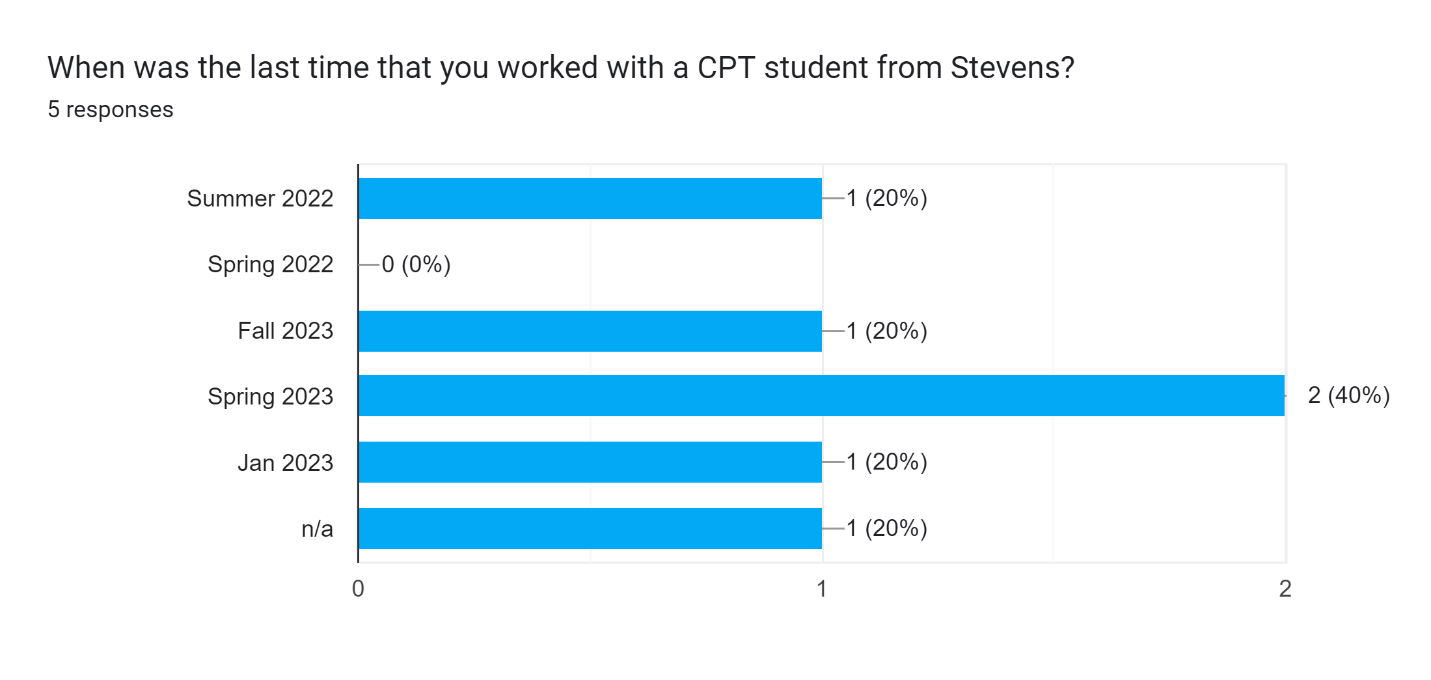 When was the last time that you worked with a CPT student from Stevens?
5 responses
Summer 2022 1 (20%)
Spring 2022 0 (0%)
Fall 2023 1 (20%)
Spring 2023 2 (40%)
Jan 2023 1 (20%)
n/a 1 (20%)
0 1 2